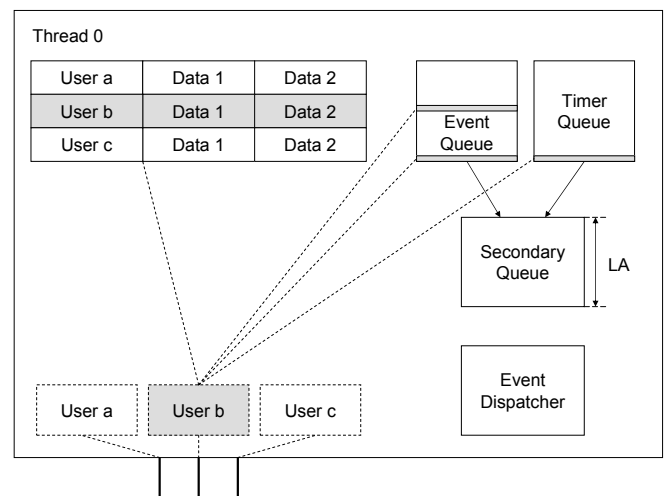 Thread 0
User a Data 1 Data 2
User b Data 1 Data 2
User c Data 1 Data 2
Event
Queue
Timer
Queue
Secondary
Queue
LA
Event
Dispatcher
User a
User b
User c